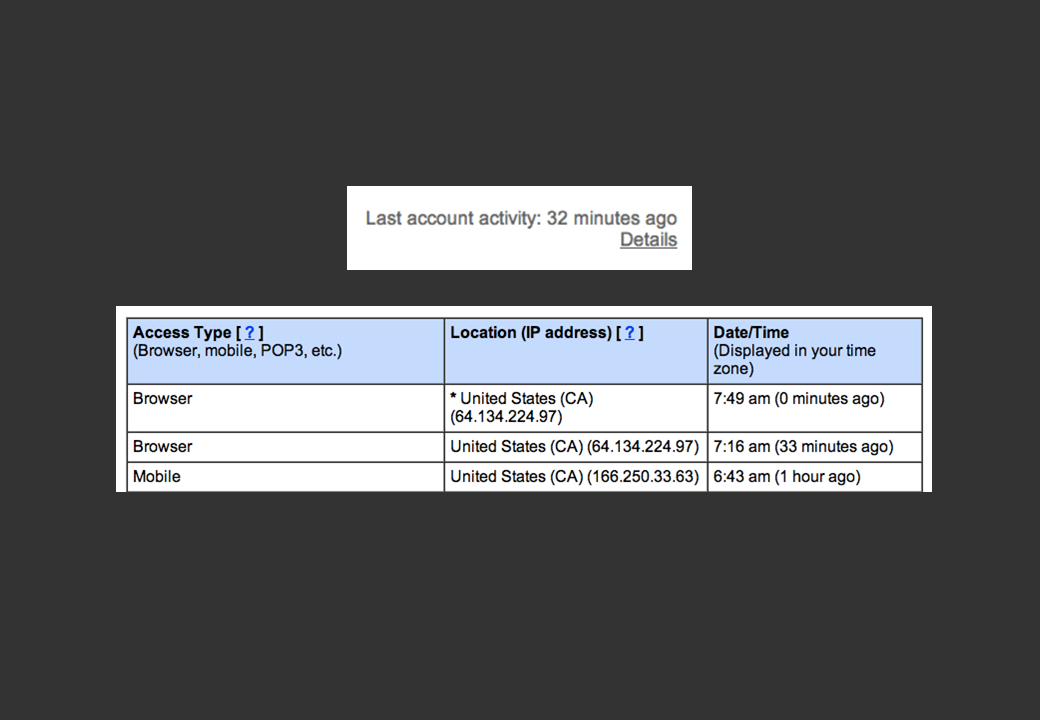 Last account activity: 32 minutes ago
Details
Access Type [ ? ]
(Browser, mobile, POP3, etc.)
Location (IP address) [ ? ]
Date/Time
(Displayed in your time
zone)
Browser
* United States (CA)
(64.134.224.97)
7:49 am (0 minutes ago)
Browser
United States (CA) (64.134.224.97)
7:16 am (33 minutes ago)
Mobile
United States (CA) (166.250.33.63)
6:43 am (1 hour ago)